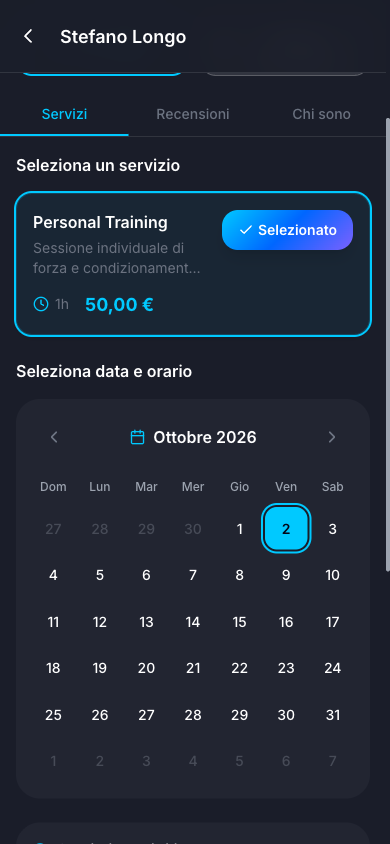 Stefano Longo
Servizi
Recensioni
Chi sono
Seleziona un servizio
Personal Training
Selezionato
Sessione individuale di
forza e condizionament...
1h
50,00 €
Seleziona data e orario
Ottobre 2026
Dom Lun Mar Mer Gio Ven Sab
27 28 29 30 1 2 3
4 5 6 7 8 9 10
11 12 13 14 15 16 17
18 19 20 21 22 23 24
25 26 27 28 29 30 31
1 2 3 4 5 6 7